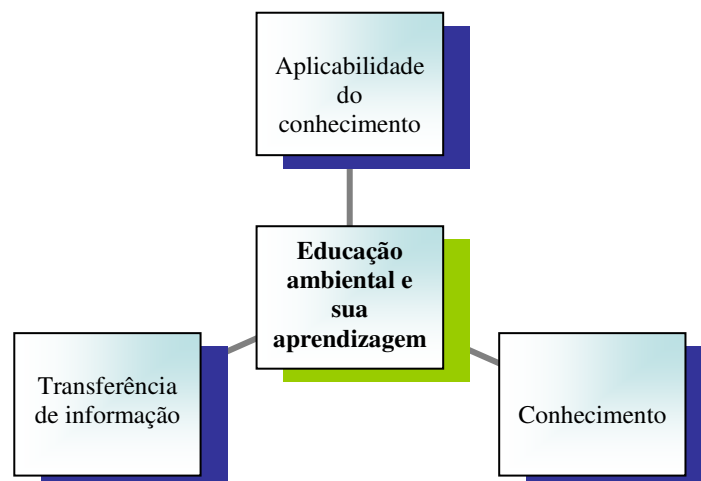 Aplicabilidade
do
conhecimento
Educação
ambiental e
sua
aprendizagem
Transferência
de informação
Conhecimento